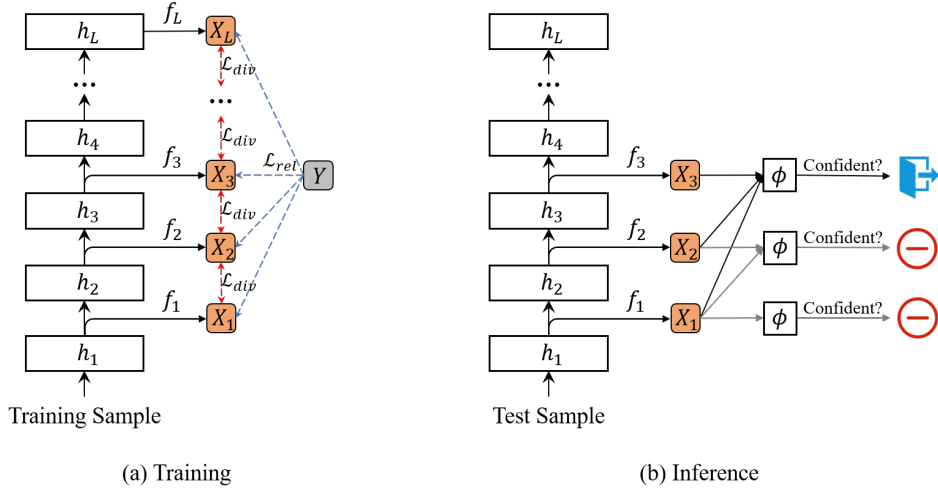 h_L
f_L
X_L
ℒ_div
...
...
h_4
ℒ_div
f_3
X_3
ℒ_rel
Y
h_3
ℒ_div
f_2
X_2
h_2
ℒ_div
f_1
X_1
h_1
Training Sample
(a) Training
h_L
...
h_4
f_3
X_3
ϕ
Confident?
h_3
f_2
X_2
ϕ
Confident?
h_2
f_1
X_1
ϕ
Confident?
h_1
Test Sample
(b) Inference